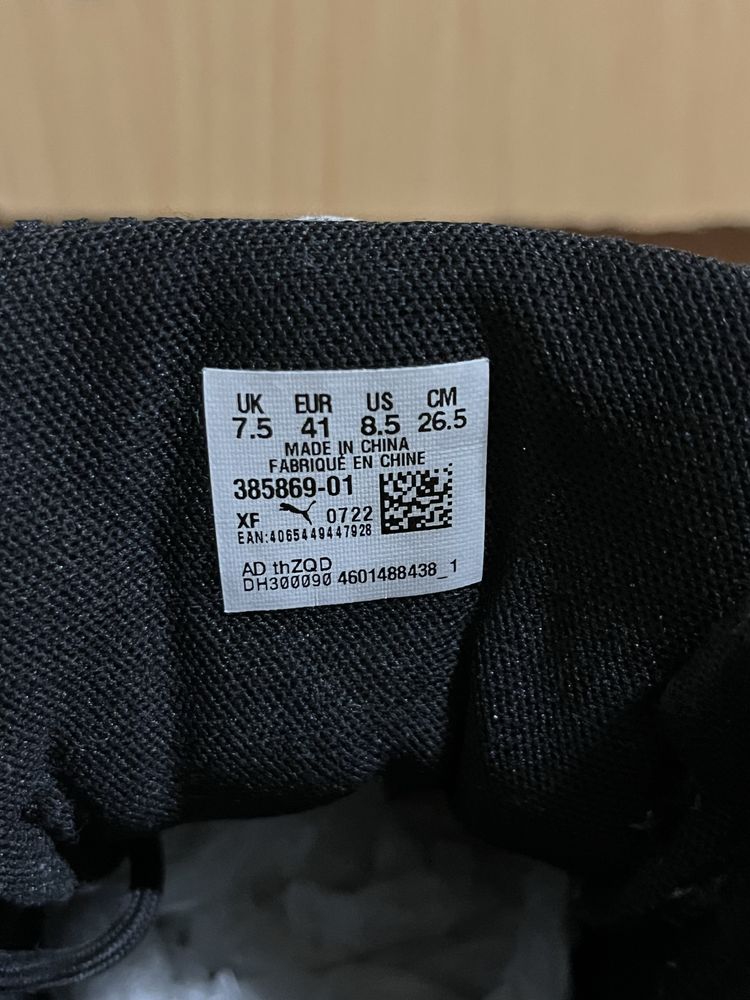 UK EUR US CM
7.5 41 8.5 26.5
MADE IN CHINA
FABRIQUÉ EN CHINE
385869-01
XF 0722
EAN:4065449447928
AD thZQD
DH300090 4601488438_1